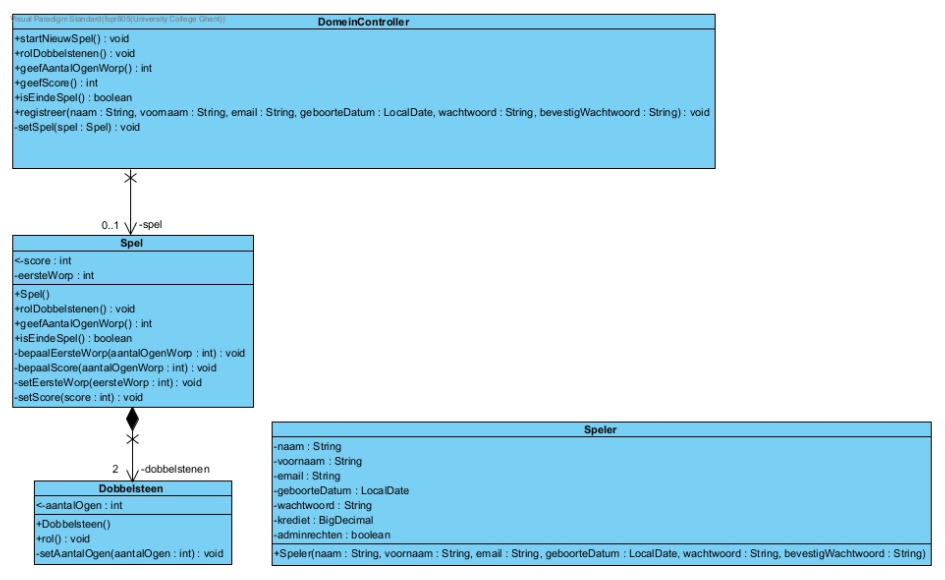 Visual Paradigm Standard(fspr805(University College Ghent))
DomeinController
+startNieuwSpel() : void
+rolDobbelstenen() : void
+geefAantalOgenWorp() : int
+geefScore() : int
+isEindeSpel() : boolean
+registreer(naam : String, voornaam : String, email : String, geboorteDatum : LocalDate, wachtwoord : String, bevestigWachtwoord : String) : void
-setSpel(spel : Spel) : void
0..1 -spel
Spel
<-score : int
-eersteWorp : int
+Spel()
+rolDobbelstenen() : void
+geefAantalOgenWorp() : int
+isEindeSpel() : boolean
-bepaalEersteWorp(aantalOgenWorp : int) : void
-bepaalScore(aantalOgenWorp : int) : void
-setEersteWorp(eersteWorp : int) : void
-setScore(score : int) : void
2 -dobbelstenen
Dobbelsteen
<-aantalOgen : int
+Dobbelsteen()
+rol() : void
-setAantalOgen(aantalOgen : int) : void
Speler
-naam : String
-voornaam : String
-email : String
-geboorteDatum : LocalDate
-wachtwoord : String
-krediet : BigDecimal
-adminrechten : boolean
+Speler(naam : String, voornaam : String, email : String, geboorteDatum : LocalDate, wachtwoord : String, bevestigWachtwoord : String)